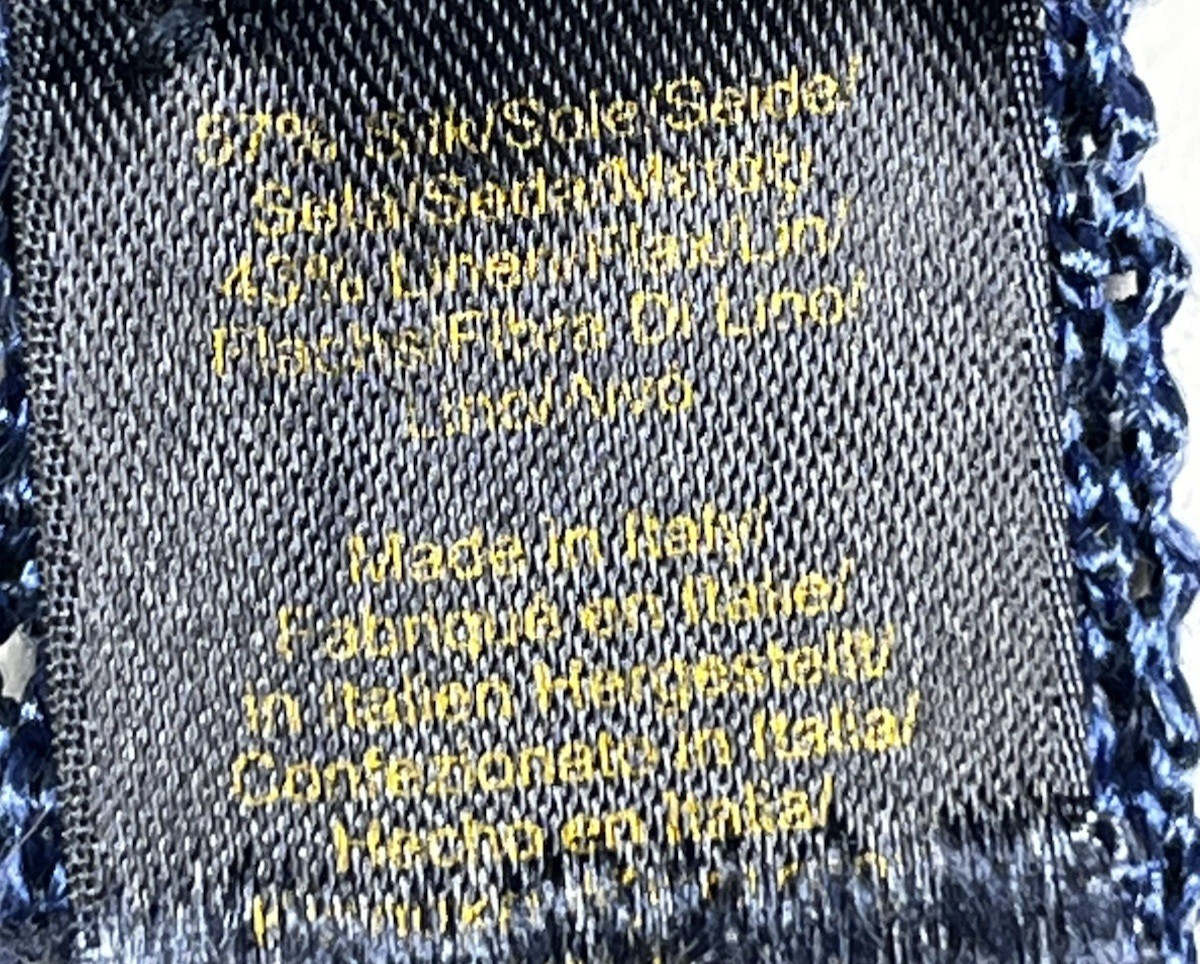 57% Silk/Soie/Seide/
Seta/Seda/Μετάξι/
43% Linen/Flax/Lin/
Flachs/Fibra Di Lino/
Lino/Λινό
Made in Italy/
Fabriqué en Italie/
In Italien Hergestellt/
Confezionato in Italia/
Hecho en Italia/